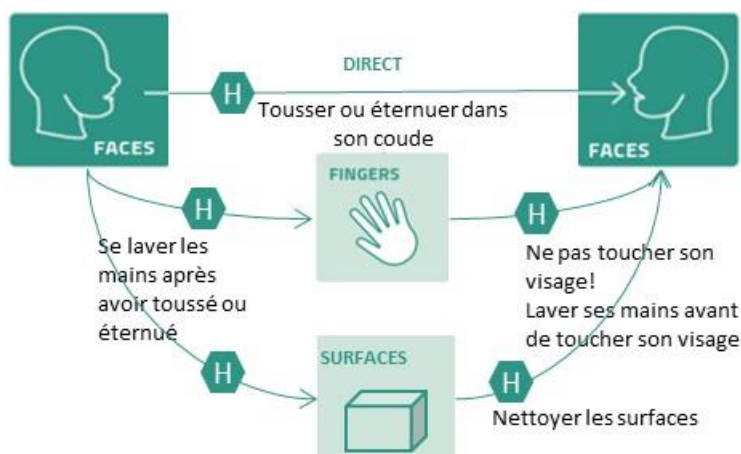 DIRECT
H
Tousser ou éternuer dans
son coude
FACES
FACES
FINGERS
H
H
Se laver les
mains après
avoir toussé ou
éternué
Ne pas toucher son
visage!
Laver ses mains avant
de toucher son visage
SURFACES
H
H
Nettoyer les surfaces